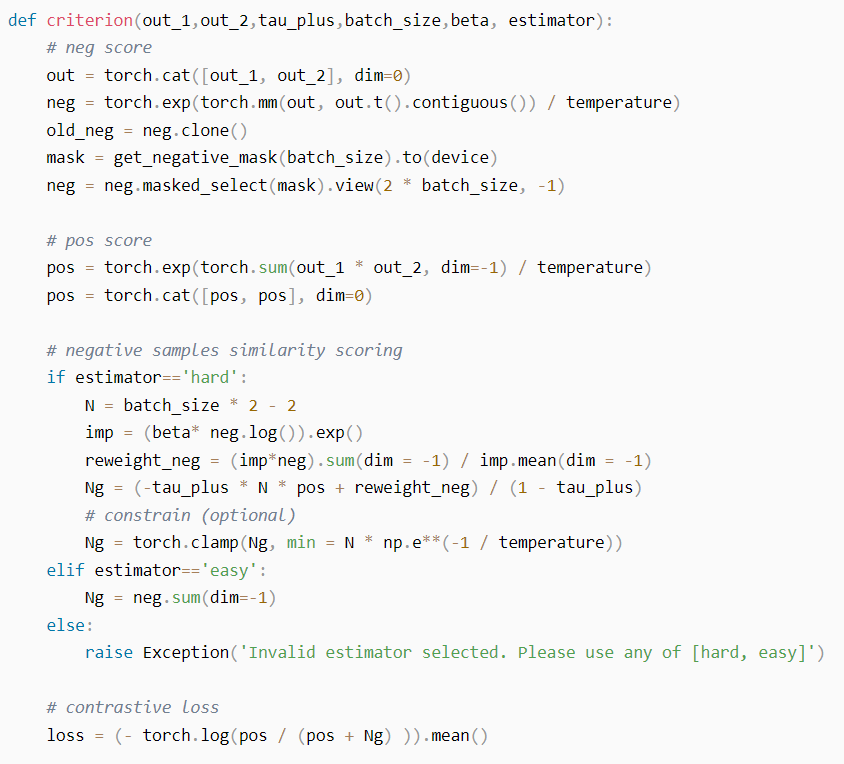 def criterion(out_1,out_2,tau_plus,batch_size,beta, estimator):
    # neg score
    out = torch.cat([out_1, out_2], dim=0)
    neg = torch.exp(torch.mm(out, out.t().contiguous()) / temperature)
    old_neg = neg.clone()
    mask = get_negative_mask(batch_size).to(device)
    neg = neg.masked_select(mask).view(2 * batch_size, -1)

    # pos score
    pos = torch.exp(torch.sum(out_1 * out_2, dim=-1) / temperature)
    pos = torch.cat([pos, pos], dim=0)

    # negative samples similarity scoring
    if estimator=='hard':
        N = batch_size * 2 - 2
        imp = (beta* neg.log()).exp()
        reweight_neg = (imp*neg).sum(dim = -1) / imp.mean(dim = -1)
        Ng = (-tau_plus * N * pos + reweight_neg) / (1 - tau_plus)
        # constrain (optional)
        Ng = torch.clamp(Ng, min = N * np.e**(-1 / temperature))
    elif estimator=='easy':
        Ng = neg.sum(dim=-1)
    else:
        raise Exception('Invalid estimator selected. Please use any of [hard, easy]')

    # contrastive loss
    loss = (- torch.log(pos / (pos + Ng) )).mean()